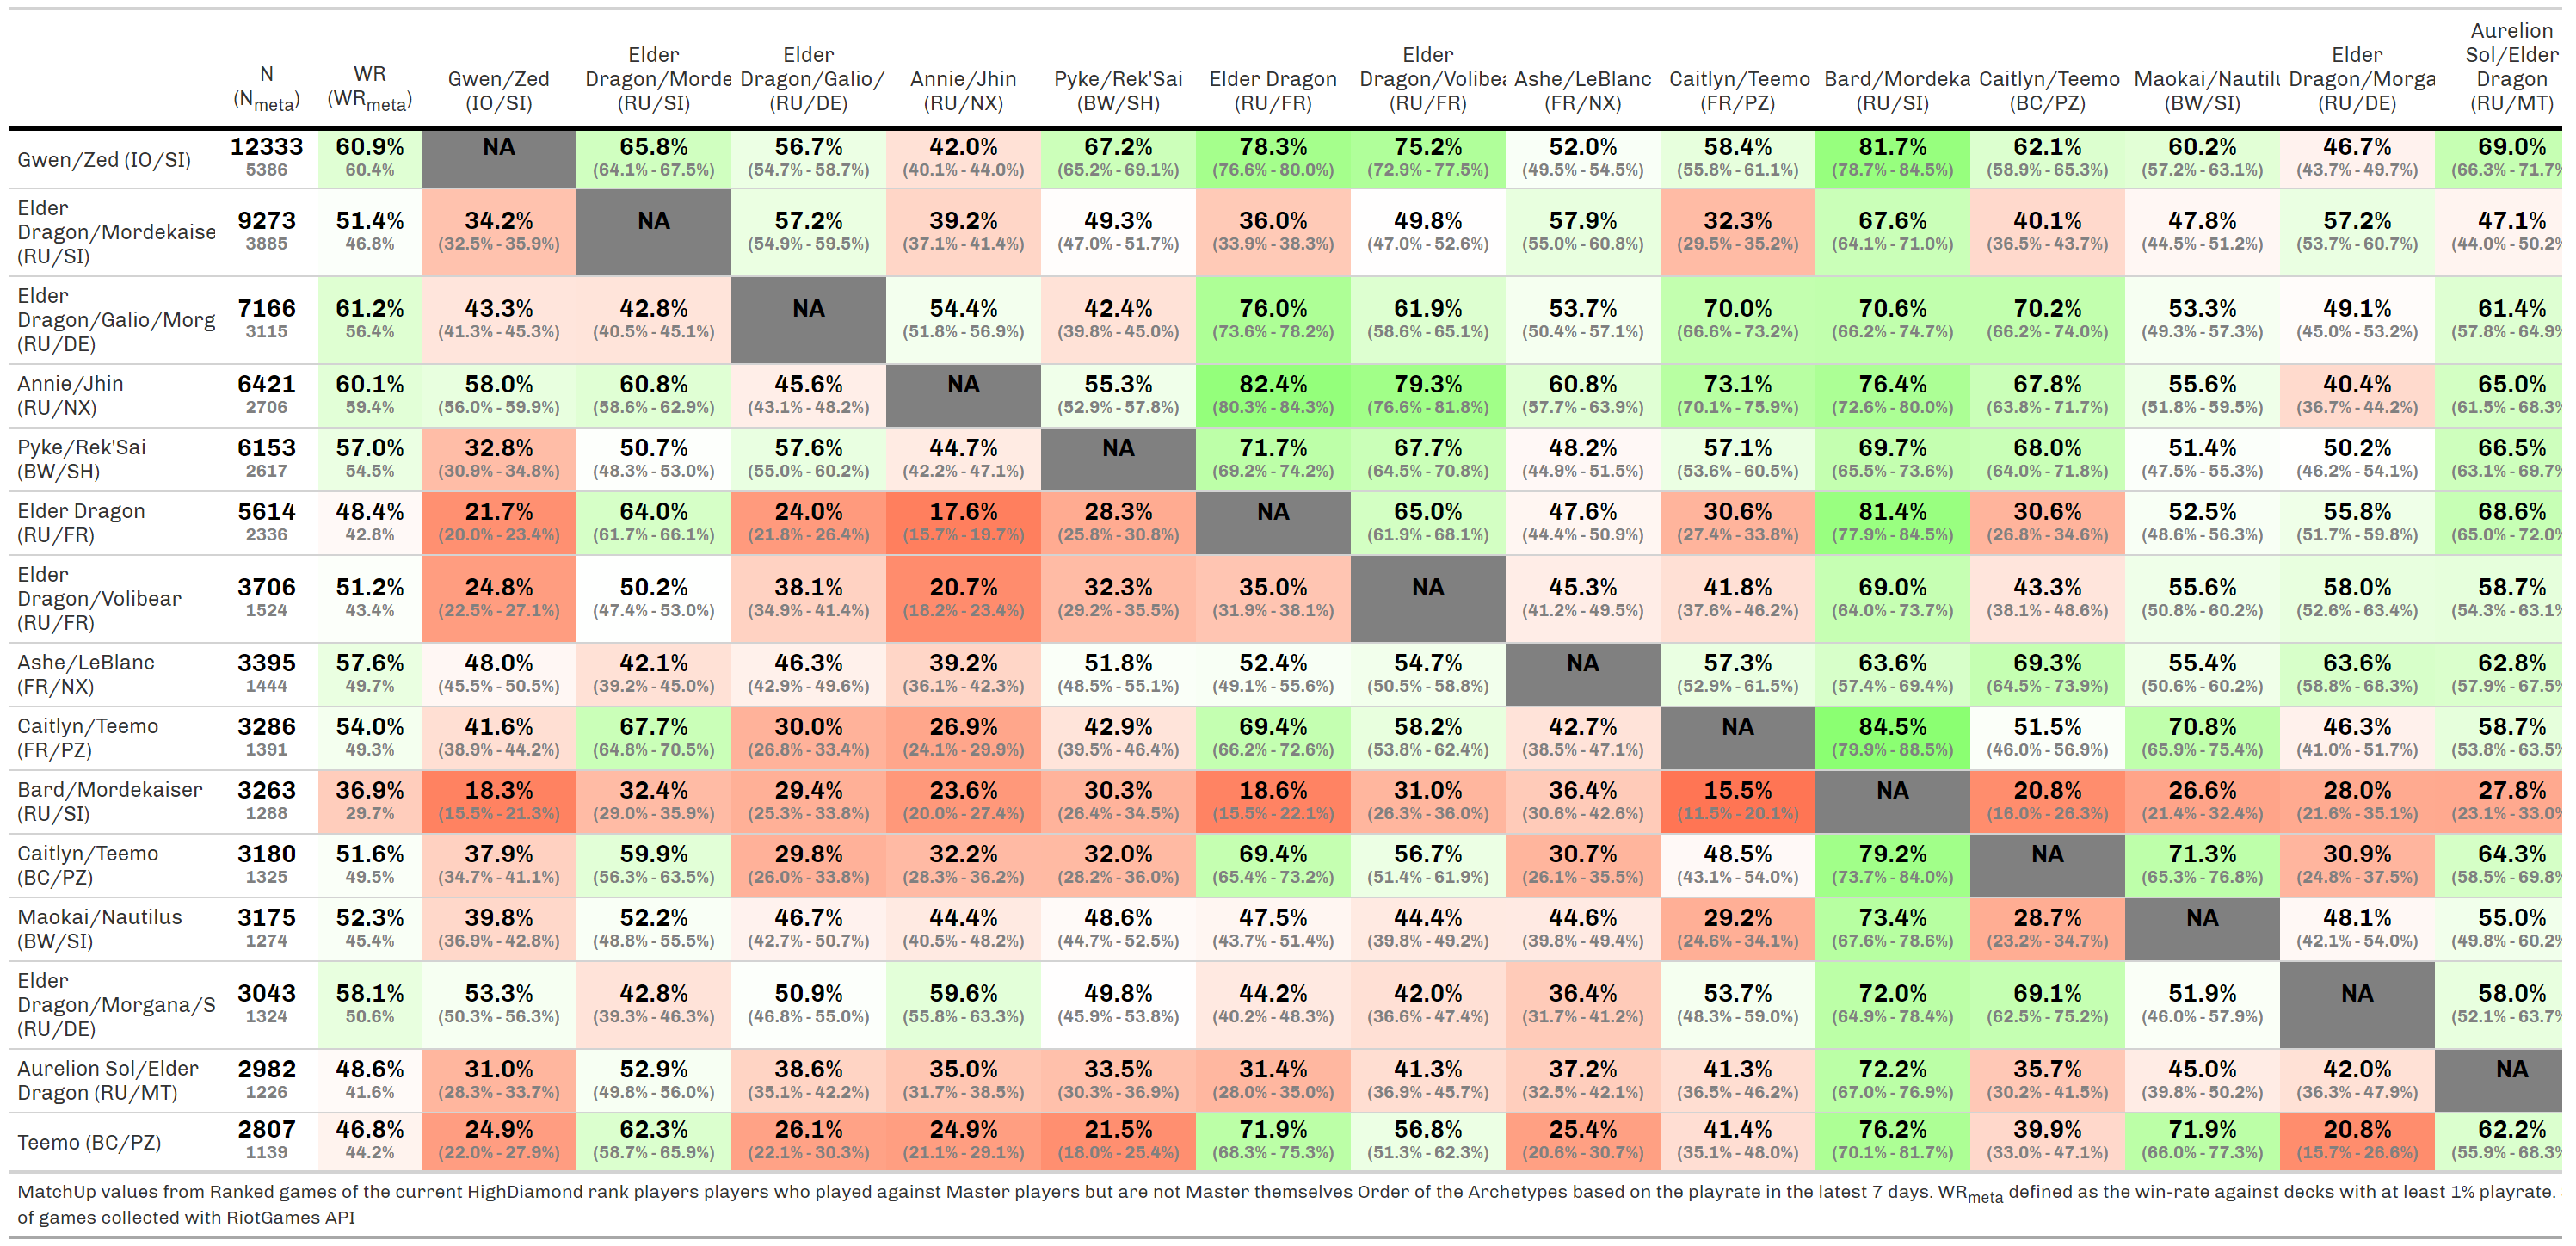 N (Nmeta) WR (WRmeta) Gwen/Zed (IO/SI) Elder Dragon/Morde (RU/SI) Elder Dragon/Galio/ (RU/DE) Annie/Jhin (RU/NX) Pyke/Rek'Sai (BW/SH) Elder Dragon (RU/FR) Elder Dragon/Volibea (RU/FR) Ashe/LeBlanc (FR/NX) Caitlyn/Teemo (FR/PZ) Bard/Mordeka (RU/SI) Caitlyn/Teemo (BC/PZ) Maokai/Nautilu (BW/SI) Elder Dragon/Morga (RU/DE) Aurelion Sol/Elder Dragon (RU/MT)
Gwen/Zed (IO/SI) 12333 60.9% NA 65.8% 56.7% 42.0% 67.2% 78.3% 75.2% 52.0% 58.4% 81.7% 62.1% 60.2% 46.7% 69.0%
5386 60.4% (64.1% - 67.5%) (54.7% - 58.7%) (40.1% - 44.0%) (65.2% - 69.1%) (76.6% - 80.0%) (72.9% - 77.5%) (49.5% - 54.5%) (55.8% - 61.1%) (78.7% - 84.5%) (58.9% - 65.3%) (57.2% - 63.1%) (43.7% - 49.7%) (66.3% - 71.7%
Elder Dragon/Mordekaise (RU/SI) 9273 51.4% 34.2% NA 57.2% 39.2% 49.3% 36.0% 49.8% 57.9% 32.3% 67.6% 40.1% 47.8% 57.2% 47.1%
3885 46.8% (32.5% - 35.9%) (54.9% - 59.5%) (37.1% - 41.4%) (47.0% - 51.7%) (33.9% - 38.3%) (47.0% - 52.6%) (55.0% - 60.8%) (29.5% - 35.2%) (64.1% - 71.0%) (36.5% - 43.7%) (44.5% - 51.2%) (53.7% - 60.7%) (44.0% - 50.2%
Elder Dragon/Galio/Morg (RU/DE) 7166 61.2% 43.3% 42.8% NA 54.4% 42.4% 76.0% 61.9% 53.7% 70.0% 70.6% 70.2% 53.3% 49.1% 61.4%
3115 56.4% (41.3% - 45.3%) (40.5% - 45.1%) (51.8% - 56.9%) (39.8% - 45.0%) (73.6% - 78.2%) (58.6% - 65.1%) (50.4% - 57.1%) (66.6% - 73.2%) (66.2% - 74.7%) (66.2% - 74.0%) (49.3% - 57.3%) (45.0% - 53.2%) (57.8% - 64.9%
Annie/Jhin (RU/NX) 6421 60.1% 58.0% 60.8% 45.6% NA 55.3% 82.4% 79.3% 60.8% 73.1% 76.4% 67.8% 55.6% 40.4% 65.0%
2706 59.4% (56.0% - 59.9%) (58.6% - 62.9%) (43.1% - 48.2%) (52.9% - 57.8%) (80.3% - 84.3%) (76.6% - 81.8%) (57.7% - 63.9%) (70.1% - 75.9%) (72.6% - 80.0%) (63.8% - 71.7%) (51.8% - 59.5%) (36.7% - 44.2%) (61.5% - 68.3%
Pyke/Rek'Sai (BW/SH) 6153 57.0% 32.8% 50.7% 57.6% 44.7% NA 71.7% 67.7% 48.2% 57.1% 69.7% 68.0% 51.4% 50.2% 66.5%
2617 54.5% (30.9% - 34.8%) (48.3% - 53.0%) (55.0% - 60.2%) (42.2% - 47.1%) (69.2% - 74.2%) (64.5% - 70.8%) (44.9% - 51.5%) (53.6% - 60.5%) (65.5% - 73.6%) (64.0% - 71.8%) (47.5% - 55.3%) (46.2% - 54.1%) (63.1% - 69.7%
Elder Dragon (RU/FR) 5614 48.4% 21.7% 64.0% 24.0% 17.6% 28.3% NA 65.0% 47.6% 30.6% 81.4% 30.6% 52.5% 55.8% 68.6%
2336 42.8% (20.0% - 23.4%) (61.7% - 66.1%) (21.8% - 26.4%) (15.7% - 19.7%) (25.8% - 30.8%) (61.9% - 68.1%) (44.4% - 50.9%) (27.4% - 33.8%) (77.9% - 84.5%) (26.8% - 34.6%) (48.6% - 56.3%) (51.7% - 59.8%) (65.0% - 72.0%
Elder Dragon/Volibear (RU/FR) 3706 51.2% 24.8% 50.2% 38.1% 20.7% 32.3% 35.0% NA 45.3% 41.8% 69.0% 43.3% 55.6% 58.0% 58.7%
1524 43.4% (22.5% - 27.1%) (47.4% - 53.0%) (34.9% - 41.4%) (18.2% - 23.4%) (29.2% - 35.5%) (31.9% - 38.1%) (41.2% - 49.5%) (37.6% - 46.2%) (64.0% - 73.7%) (38.1% - 48.6%) (50.8% - 60.2%) (52.6% - 63.4%) (54.3% - 63.1%
Ashe/LeBlanc (FR/NX) 3395 57.6% 48.0% 42.1% 46.3% 39.2% 51.8% 52.4% 54.7% NA 57.3% 63.6% 69.3% 55.4% 63.6% 62.8%
1444 49.7% (45.5% - 50.5%) (39.2% - 45.0%) (42.9% - 49.6%) (36.1% - 42.3%) (48.5% - 55.1%) (49.1% - 55.6%) (50.5% - 58.8%) (52.9% - 61.5%) (57.4% - 69.4%) (64.5% - 73.9%) (50.6% - 60.2%) (58.8% - 68.3%) (57.9% - 67.5%
Caitlyn/Teemo (FR/PZ) 3286 54.0% 41.6% 67.7% 30.0% 26.9% 42.9% 69.4% 58.2% 42.7% NA 84.5% 51.5% 70.8% 46.3% 58.7%
1391 49.3% (38.9% - 44.2%) (64.8% - 70.5%) (26.8% - 33.4%) (24.1% - 29.9%) (39.5% - 46.4%) (66.2% - 72.6%) (53.8% - 62.4%) (38.5% - 47.1%) (79.9% - 88.5%) (46.0% - 56.9%) (65.9% - 75.4%) (41.0% - 51.7%) (53.8% - 63.5%
Bard/Mordekaiser (RU/SI) 3263 36.9% 18.3% 32.4% 29.4% 23.6% 30.3% 18.6% 31.0% 36.4% 15.5% NA 20.8% 26.6% 28.0% 27.8%
1288 29.7% (15.5% - 21.3%) (29.0% - 35.9%) (25.3% - 33.8%) (20.0% - 27.4%) (26.4% - 34.5%) (15.5% - 22.1%) (26.3% - 36.0%) (30.6% - 42.6%) (11.5% - 20.1%) (16.0% - 26.3%) (21.4% - 32.4%) (21.6% - 35.1%) (23.1% - 33.0%
Caitlyn/Teemo (BC/PZ) 3180 51.6% 37.9% 59.9% 29.8% 32.2% 32.0% 69.4% 56.7% 30.7% 48.5% 79.2% NA 71.3% 30.9% 64.3%
1325 49.5% (34.7% - 41.1%) (56.3% - 63.5%) (26.0% - 33.8%) (28.3% - 36.2%) (28.2% - 36.0%) (65.4% - 73.2%) (51.4% - 61.9%) (26.1% - 35.5%) (43.1% - 54.0%) (73.7% - 84.0%) (65.3% - 76.8%) (24.8% - 37.5%) (58.5% - 69.8%
Maokai/Nautilus (BW/SI) 3175 52.3% 39.8% 52.2% 46.7% 44.4% 48.6% 47.5% 44.4% 44.6% 29.2% 73.4% 28.7% NA 48.1% 55.0%
1274 45.4% (36.9% - 42.8%) (48.8% - 55.5%) (42.7% - 50.7%) (40.5% - 48.2%) (44.7% - 52.5%) (43.7% - 51.4%) (39.8% - 49.2%) (39.8% - 49.4%) (24.6% - 34.1%) (67.6% - 78.6%) (23.2% - 34.7%) (42.1% - 54.0%) (49.8% - 60.2%
Elder Dragon/Morgana/S (RU/DE) 3043 58.1% 53.3% 42.8% 50.9% 59.6% 49.8% 44.2% 42.0% 36.4% 53.7% 72.0% 69.1% 51.9% NA 58.0%
1324 50.6% (50.3% - 56.3%) (39.3% - 46.3%) (46.8% - 55.0%) (55.8% - 63.3%) (45.9% - 53.8%) (40.2% - 48.3%) (36.6% - 47.4%) (31.7% - 41.2%) (48.3% - 59.0%) (64.9% - 78.4%) (62.5% - 75.2%) (46.0% - 57.9%) (52.1% - 63.7%
Aurelion Sol/Elder Dragon (RU/MT) 2982 48.6% 31.0% 52.9% 38.6% 35.0% 33.5% 31.4% 41.3% 37.2% 41.3% 72.2% 35.7% 45.0% 42.0% NA
1226 41.6% (28.3% - 33.7%) (49.8% - 56.0%) (35.1% - 42.2%) (31.7% - 38.5%) (30.3% - 36.9%) (28.0% - 35.0%) (36.9% - 45.7%) (32.5% - 42.1%) (36.5% - 46.2%) (67.0% - 76.9%) (30.2% - 41.5%) (39.8% - 50.2%) (36.3% - 47.9%)
Teemo (BC/PZ) 2807 46.8% 24.9% 62.3% 26.1% 24.9% 21.5% 71.9% 56.8% 25.4% 41.4% 76.2% 39.9% 71.9% 20.8% 62.2%
1139 44.2% (22.0% - 27.9%) (58.7% - 65.9%) (22.1% - 30.3%) (21.1% - 29.1%) (18.0% - 25.4%) (68.3% - 75.3%) (51.3% - 62.3%) (20.6% - 30.7%) (35.1% - 48.0%) (70.1% - 81.7%) (33.0% - 47.1%) (66.0% - 77.3%) (15.7% - 26.6%) (55.9% - 68.3%
MatchUp values from Ranked games of the current HighDiamond rank players players who played against Master players but are not Master themselves Order of the Archetypes based on the playrate in the latest 7 days. WRmeta defined as the win-rate against decks with at least 1% playrate.
of games collected with RiotGames API